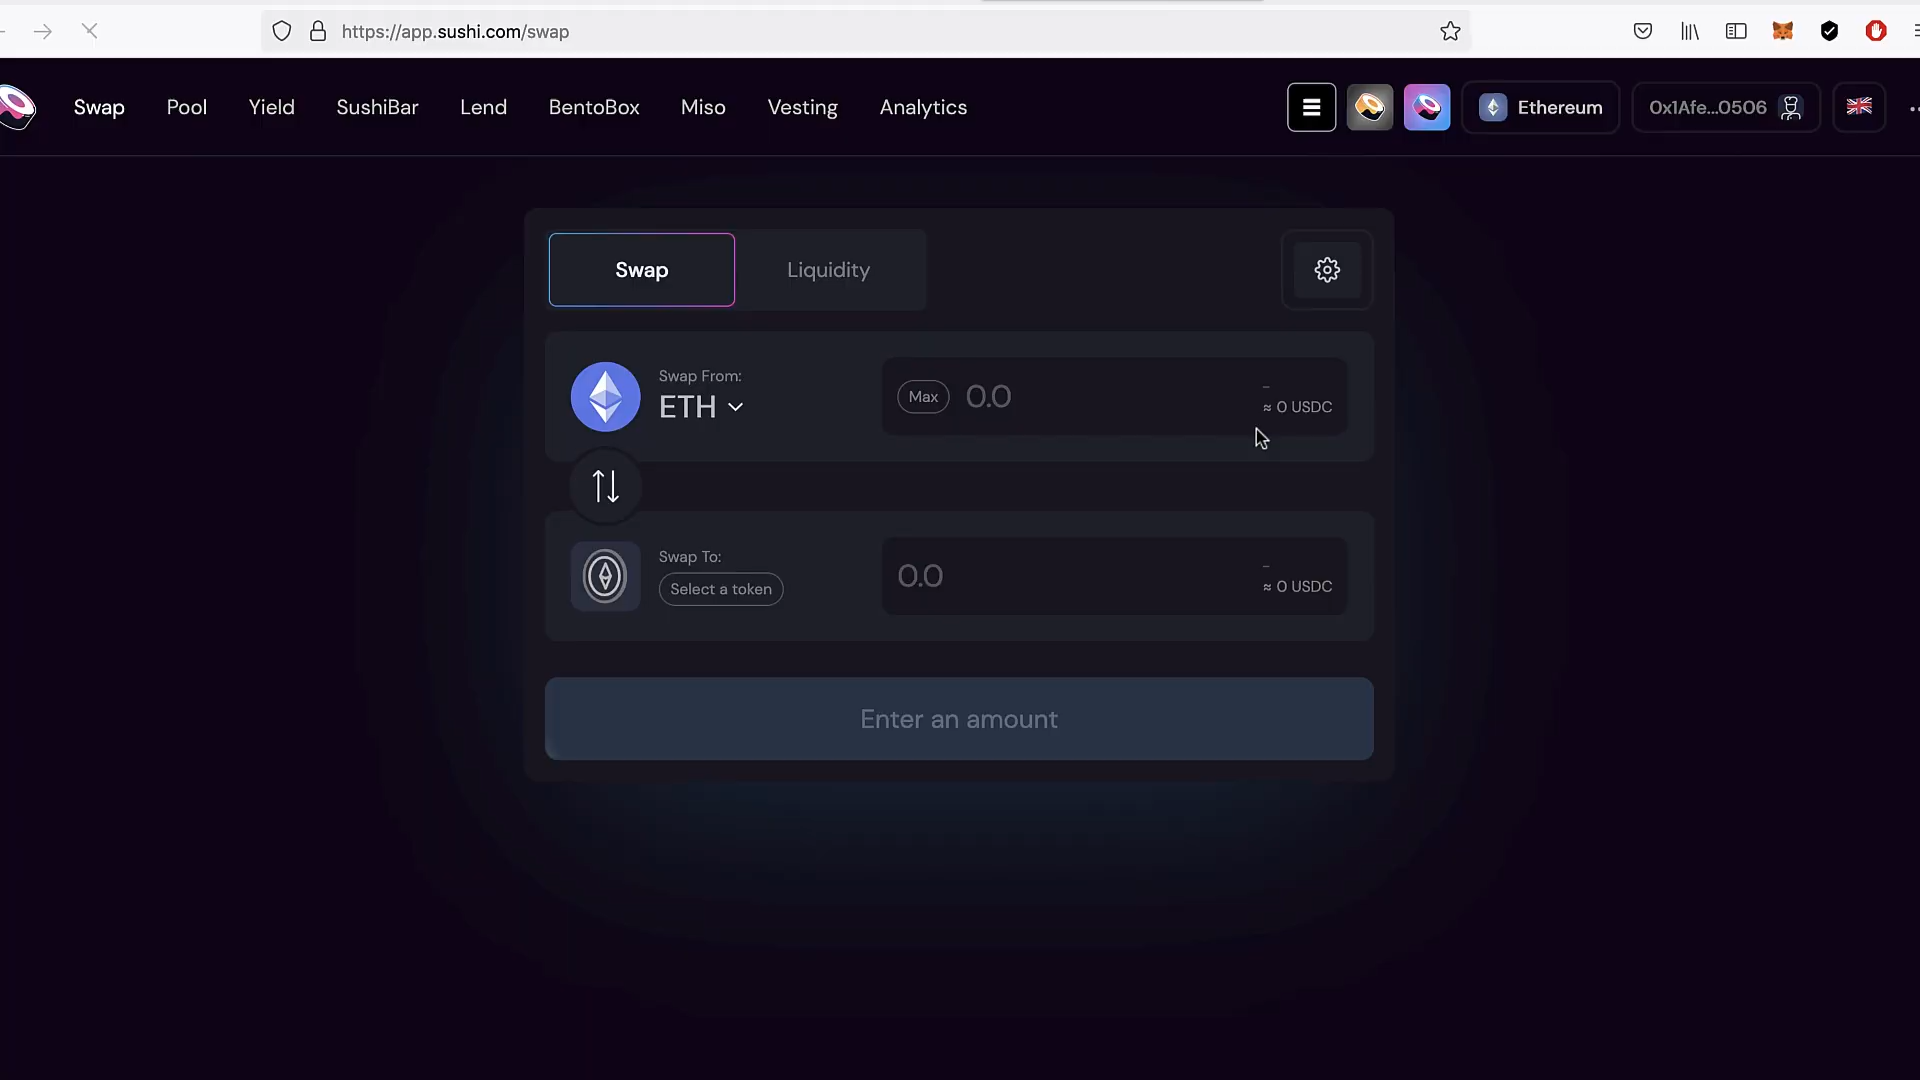 https://app.sushi.com/swap
Swap Pool Yield SushiBar Lend BentoBox Miso Vesting Analytics Ethereum 0x1Afe...0506
Swap Liquidity
Swap From:
ETH
Max 0.0
-
≈ 0 USDC
Swap To:
Select a token
0.0
-
≈ 0 USDC
Enter an amount